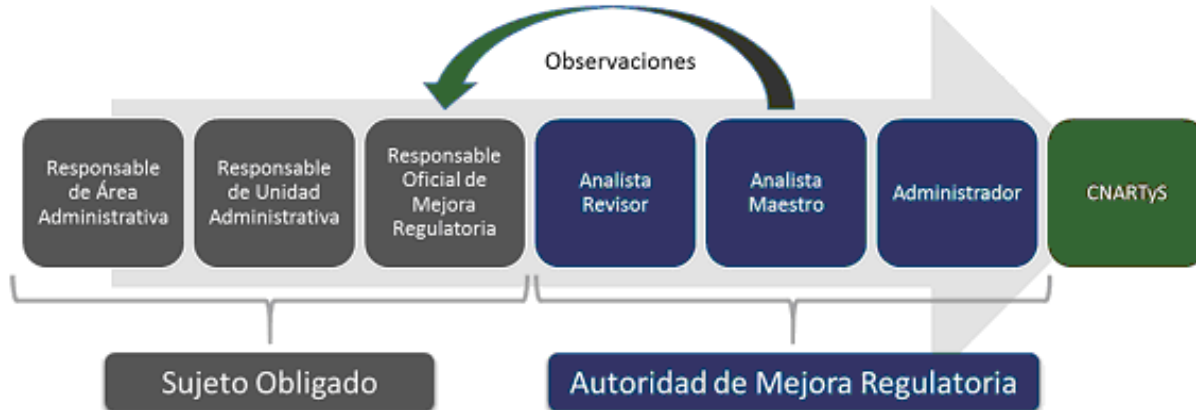 Observaciones
Responsable
de Área
Administrativa
Responsable
de Unidad
Administrativa
Responsable
Oficial de
Mejora
Regulatoria
Analista
Revisor
Analista
Maestro
Administrador
CNARTyS
Sujeto Obligado
Autoridad de Mejora Regulatoria